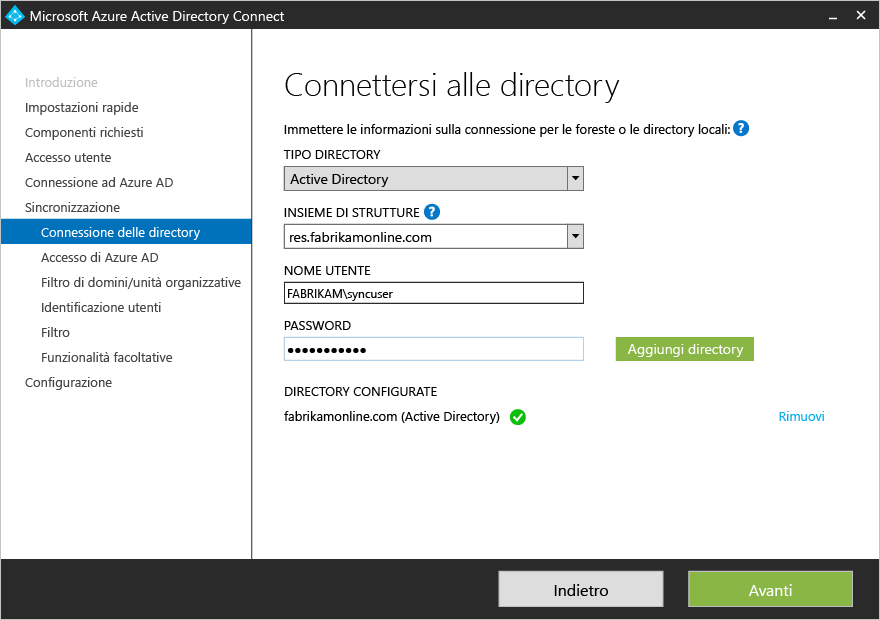 Microsoft Azure Active Directory Connect
Introduzione
Impostazioni rapide
Componenti richiesti
Accesso utente
Connessione ad Azure AD
Sincronizzazione
Connessione delle directory
Accesso di Azure AD
Filtro di domini/unità organizzative
Identificazione utenti
Filtro
Funzionalità facoltative
Configurazione
Connettersi alle directory
Immettere le informazioni sulla connessione per le foreste o le directory locali: ?
TIPO DIRECTORY
Active Directory
INSIEME DI STRUTTURE ?
res.fabrikamonline.com
NOME UTENTE
FABRIKAM\syncuser
PASSWORD
●●●●●●●●●●●
Aggiungi directory
DIRECTORY CONFIGURATE
fabrikamonline.com (Active Directory)
Rimuovi
Indietro
Avanti